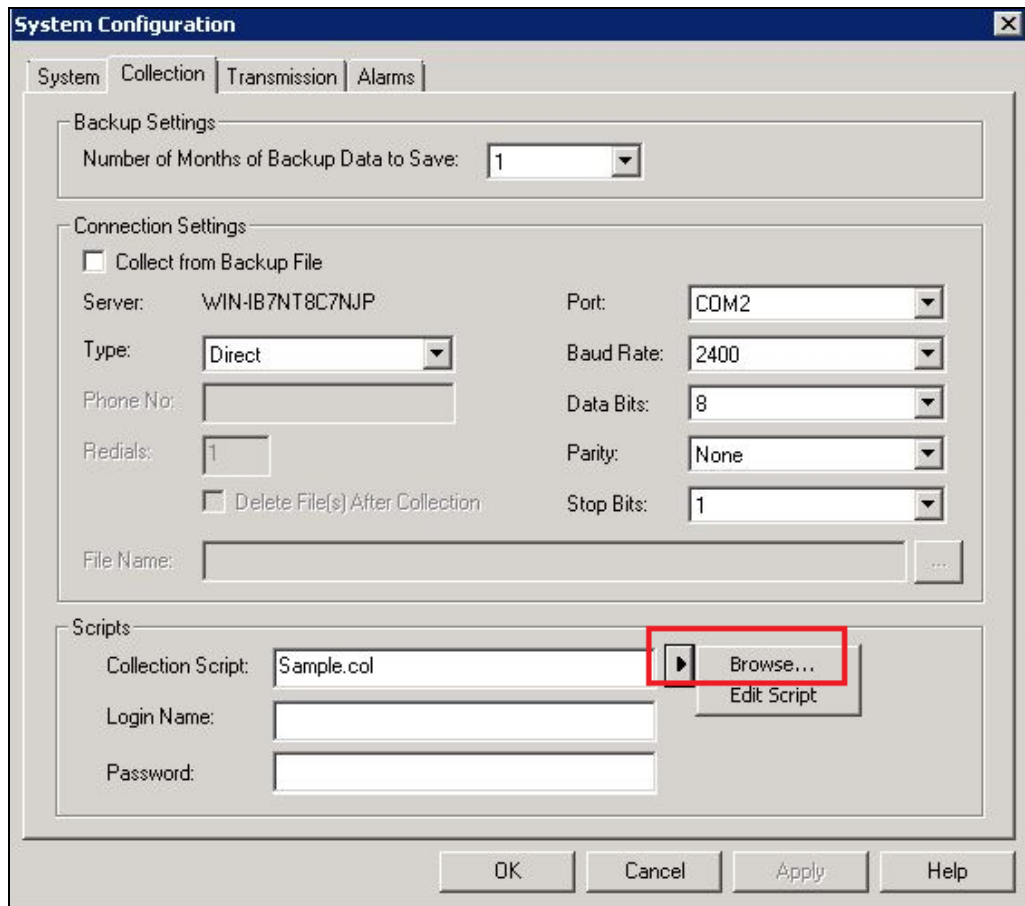 System Configuration
System Collection Transmission Alarms
Backup Settings
Number of Months of Backup Data to Save: 1
Connection Settings
Collect from Backup File
Server: WIN-IB7NT8C7NJP Port: COM2
Type: Direct Baud Rate: 2400
Phone No: Data Bits: 8
Redials: 1 Parity: None
Delete File(s) After Collection Stop Bits: 1
File Name: ...
Scripts
Collection Script: Sample.col Browse...
Edit Script
Login Name:
Password:
OK Cancel Apply Help